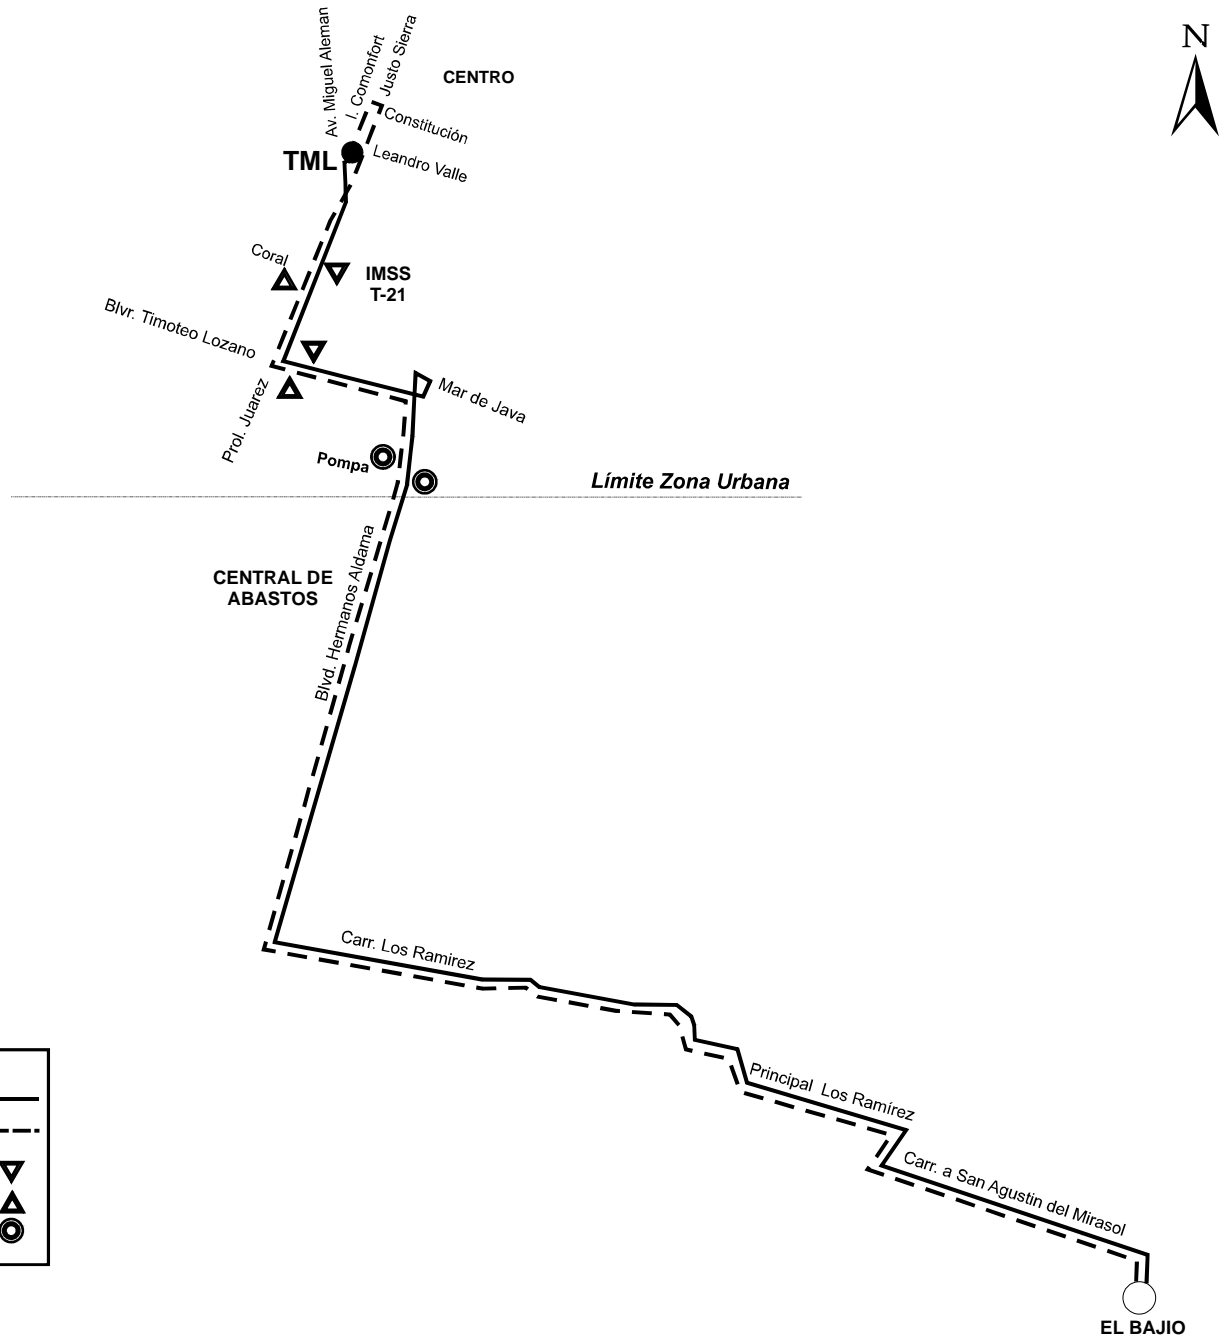 N
Av. Miguel Aleman
I. Comonfort
Justo Sierra
CENTRO
Constitución
TML
Leandro Valle
Coral
IMSS
T-21
Blvr. Timoteo Lozano
Prol. Juarez
Mar de Java
Pompa
Límite Zona Urbana
Blvd. Hermanos Aldama
CENTRAL DE
ABASTOS
Carr. Los Ramirez
Principal Los Ramírez
Carr. a San Agustin del Mirasol
EL BAJIO